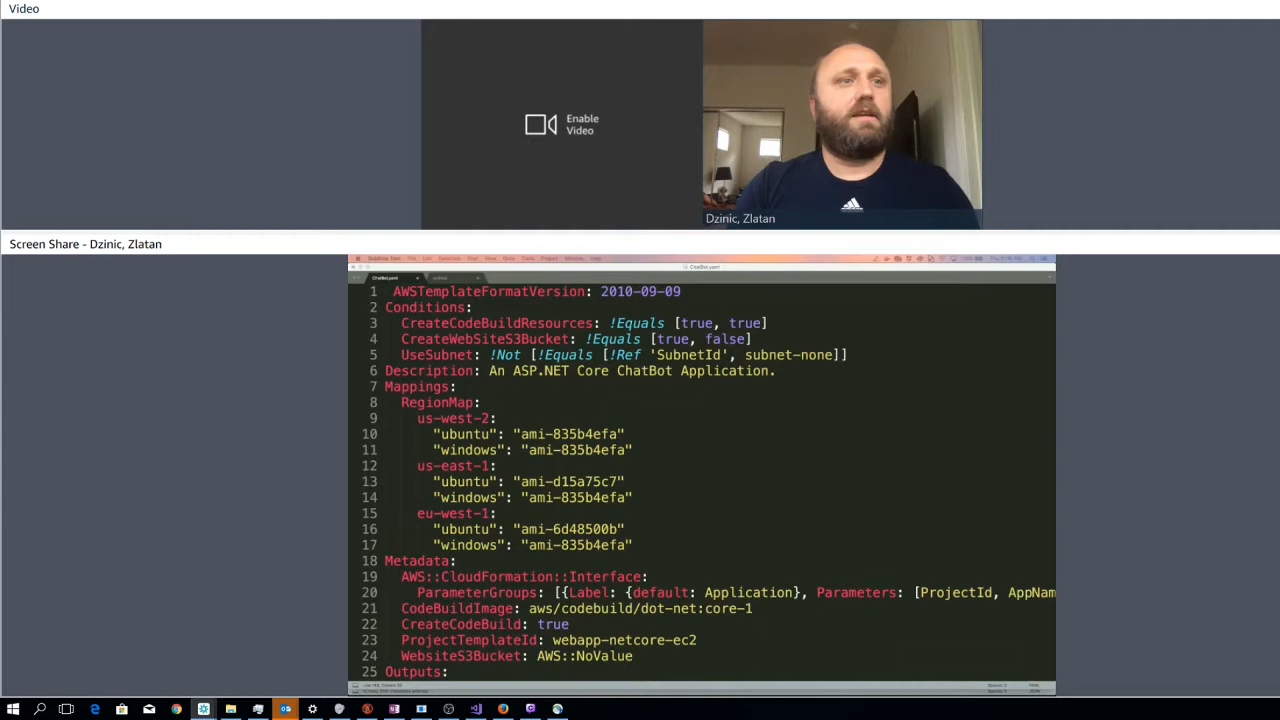 Video
Enable
Video
Dzinic, Zlatan
Screen Share - Dzinic, Zlatan
ChatBot.yaml
ChatBot.yaml
1 AWSTemplateFormatVersion: 2010-09-09
2 Conditions:
3 CreateCodeBuildResources: !Equals [true, true]
4 CreateWebSiteS3Bucket: !Equals [true, false]
5 UseSubnet: !Not [!Equals [!Ref 'SubnetId', subnet-none]]
6 Description: An ASP.NET Core ChatBot Application.
7 Mappings:
8 RegionMap:
9 us-west-2:
10 "ubuntu": "ami-835b4efa"
11 "windows": "ami-835b4efa"
12 us-east-1:
13 "ubuntu": "ami-d15a75c7"
14 "windows": "ami-835b4efa"
15 eu-west-1:
16 "ubuntu": "ami-6d48500b"
17 "windows": "ami-835b4efa"
18 Metadata:
19 AWS::CloudFormation::Interface:
20 ParameterGroups: [{Label: {default: Application}, Parameters: [ProjectId, AppNam
21 CodeBuildImage: aws/codebuild/dot-net:core-1
22 CreateCodeBuild: true
23 ProjectTemplateId: webapp-netcore-ec2
24 WebsiteS3Bucket: AWS::NoValue
25 Outputs: